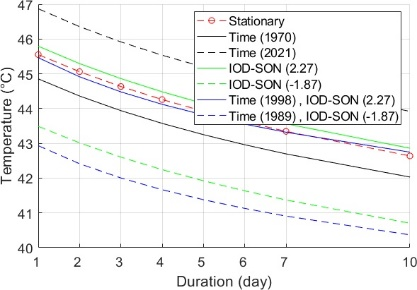 47
46
45
44
43
42
41
40
Temperature (°C)
Stationary
Time (1970)
Time (2021)
IOD-SON (2.27)
IOD-SON (-1.87)
Time (1998) , IOD-SON (2.27)
Time (1989) , IOD-SON (-1.87)
1 2 3 4 5 6 7 10
Duration (day)